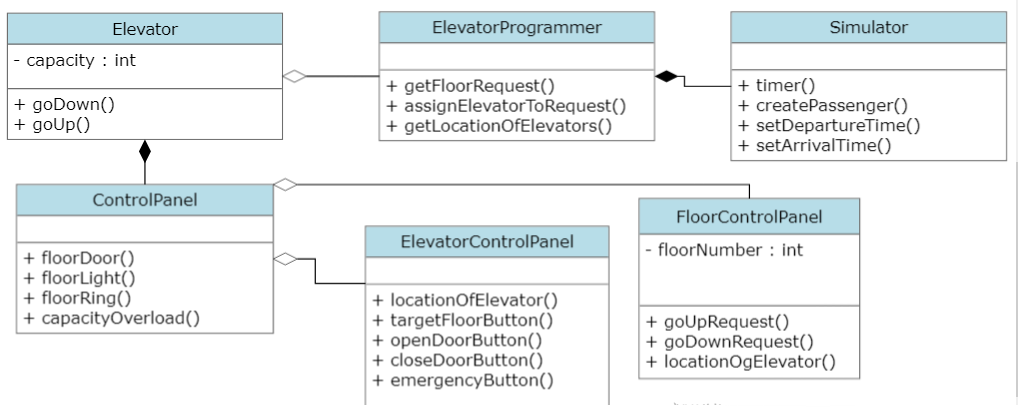 Elevator
- capacity : int
+ goDown()
+ goUp()
ElevatorProgrammer
+ getFloorRequest()
+ assignElevatorToRequest()
+ getLocationOfElevators()
Simulator
+ timer()
+ createPassenger()
+ setDepartureTime()
+ setArrivalTime()
ControlPanel
+ floorDoor()
+ floorLight()
+ floorRing()
+ capacityOverload()
ElevatorControlPanel
+ locationOfElevator()
+ targetFloorButton()
+ openDoorButton()
+ closeDoorButton()
+ emergencyButton()
FloorControlPanel
- floorNumber : int
+ goUpRequest()
+ goDownRequest()
+ locationOgElevator()